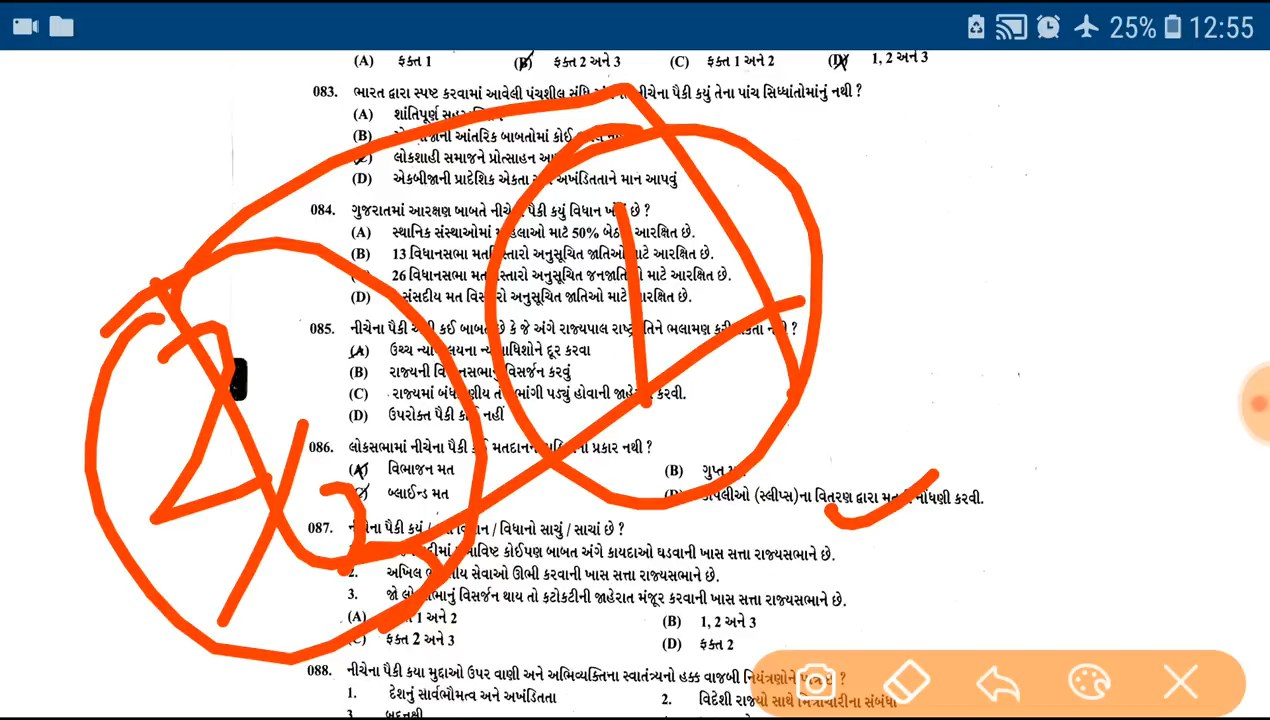 25% 12:55
(A) ફક્ત 1 (B) ફક્ત 2 અને 3 (C) ફક્ત 1 અને 2 (D) 1, 2 અને 3
083. ભારત દ્વારા સ્પષ્ટ કરવામાં આવેલી પંચશીલ સંધિ નીચેના પૈકી કયું તેના પાંચ સિધ્ધાંતોમાંનું નથી ?
(A) શાંતિપૂર્ણ
(B) આંતરિક બાબતોમાં કોઈ
લોકશાહી સમાજને પ્રોત્સાહન
(D) એકબીજાની પ્રાદેશિક એકતા અખંડિતતાને માન આપવું
084. ગુજરાતમાં આરક્ષણ બાબતે નીચે પૈકી કયું વિધાન છે ?
(A) સ્થાનિક સંસ્થાઓમાં માટે 50% આરક્ષિત છે.
(B) 13 વિધાનસભા અનુસૂચિત જાતિઓ માટે આરક્ષિત છે.
26 વિધાનસભા અનુસૂચિત માટે આરક્ષિત છે.
(D) સંસદીય મત અનુસૂચિત જાતિઓ માટે આરક્ષિત છે.
085. નીચેના પૈકી કઈ છે કે જે અંગે રાજ્યપાલ ભલામણ ?
(A) ઉચ્ચ દૂર કરવા
(B) રાજ્યની વિસર્જન કરવું
(C) રાજ્યમાં ભાંગી પડ્યું હોવાની કરવી.
(D) ઉપરોક્ત પૈકી નહીં
086. લોકસભામાં નીચેના પૈકી પ્રકાર નથી ?
(A) વિભાજન મત (B) ગુપ્ત
બ્લાઈન્ડ મત (સ્લીપ્સ)ના વિતરણ દ્વારા નોંધણી કરવી.
087. પૈકી કયું / / વિધાનો સાચું / સાચાં છે ?
કોઈપણ બાબત અંગે કાયદાઓ ઘડવાની ખાસ સત્તા રાજ્યસભાને છે.
2. અખિલ સેવાઓ ઊભી કરવાની ખાસ સત્તા રાજ્યસભાને છે.
3. જો વિસર્જન થાય તો કટોકટીની જાહેરાત મંજૂર કરવાની ખાસ સત્તા રાજ્યસભાને છે.
(A) 1 અને 2 (B) 1, 2 અને 3
ફક્ત 2 અને 3 (D) ફક્ત 2
088. નીચેના પૈકી કયા મુદ્દાઓ ઉપર વાણી અને અભિવ્યક્તિના સ્વાતંત્ર્યનો હક્ક વાજબી ?
1. દેશનું સાર્વભૌમત્વ અને અખંડિતતા 2. વિદેશી રાજ્યો સાથે
3.